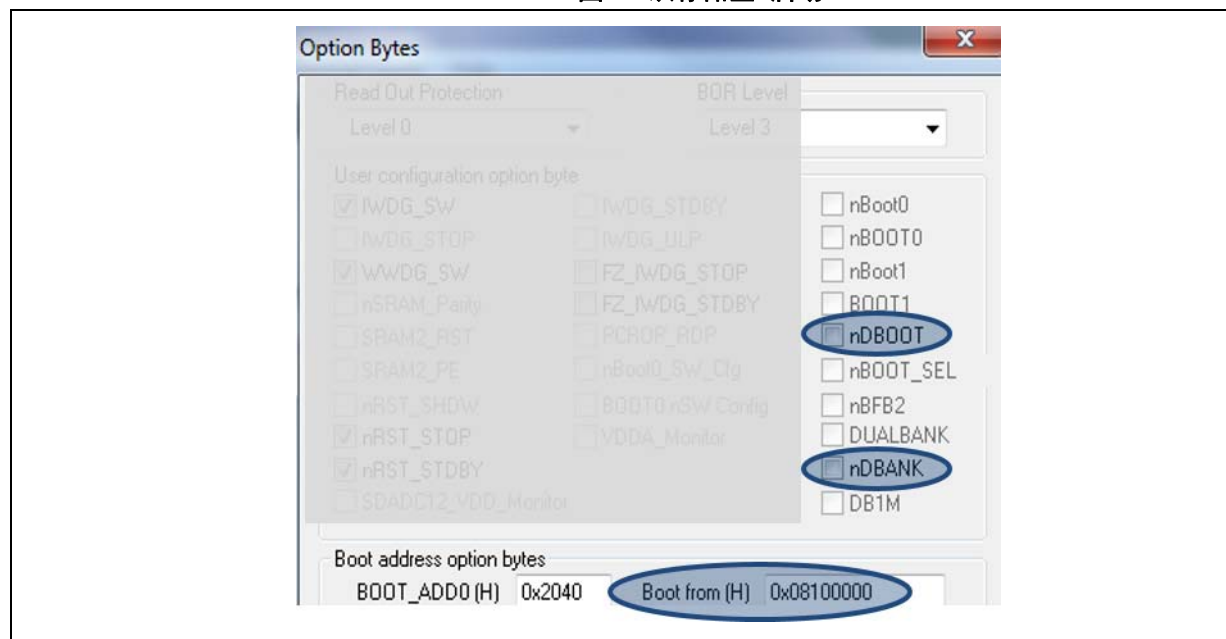 Option Bytes
Read Out Protection BOR Level
Level 0 Level 3
User configuration option byte
IWDG_SW IWDG_STDBY nBoot0
IWDG_STOP IWDG_ULP nBOOT0
WWDG_SW FZ_IWDG_STOP nBoot1
nSRAM_Parity FZ_IWDG_STDBY BOOT1
SRAM2_RST PCROP_RDP nDBOOT
SRAM2_PE nBoot0_SW_Cfg nBOOT_SEL
nRST_SHDW BOOT0 nSW Config nBFB2
nRST_STOP VDDA_Monitor DUALBANK
nRST_STDBY nDBANK
SDADC12_VDD_Monitor DB1M
Boot address option bytes
BOOT_ADD0 (H) 0x2040 Boot from (H) 0x08100000